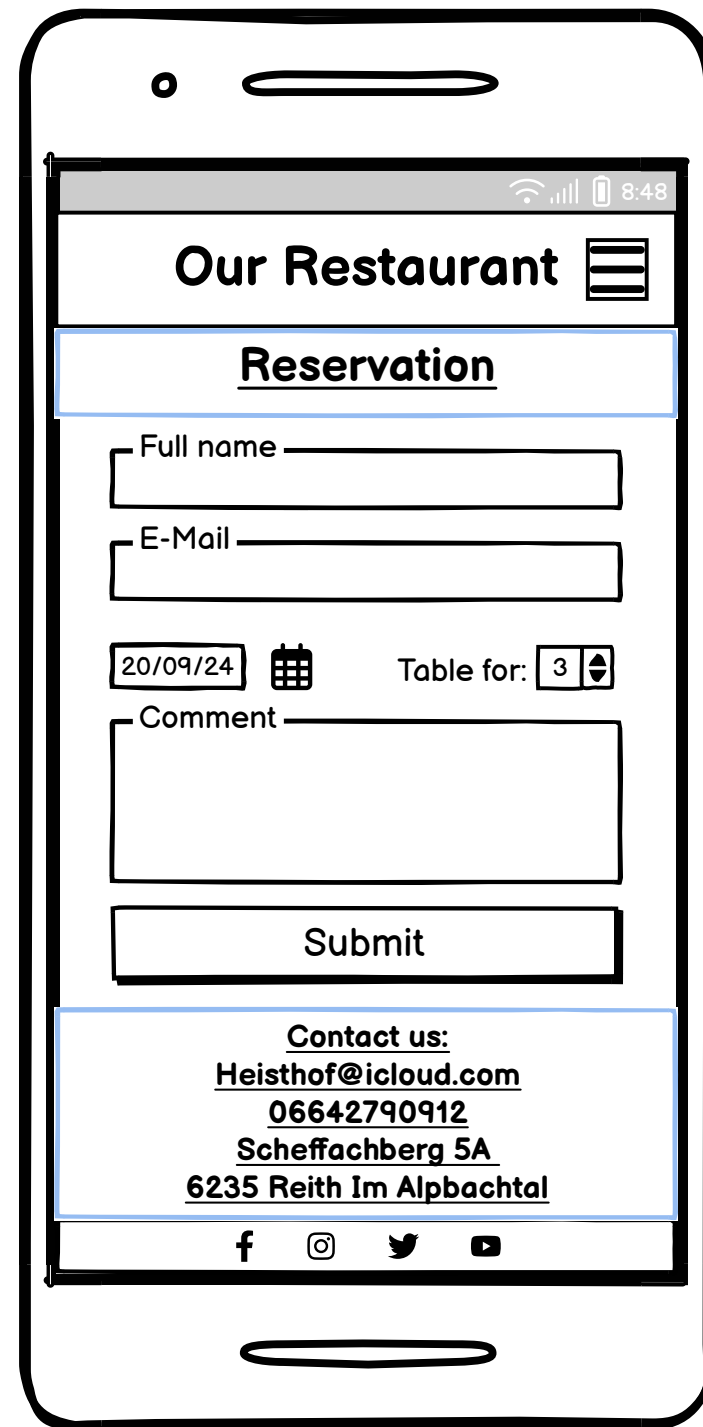 8:48
Our Restaurant
Reservation
Full name
E-Mail
20/09/24 Table for: 3
Comment
Submit
Contact us:
Heisthof@icloud.com
06642790912
Scheffachberg 5A
6235 Reith Im Alpbachtal